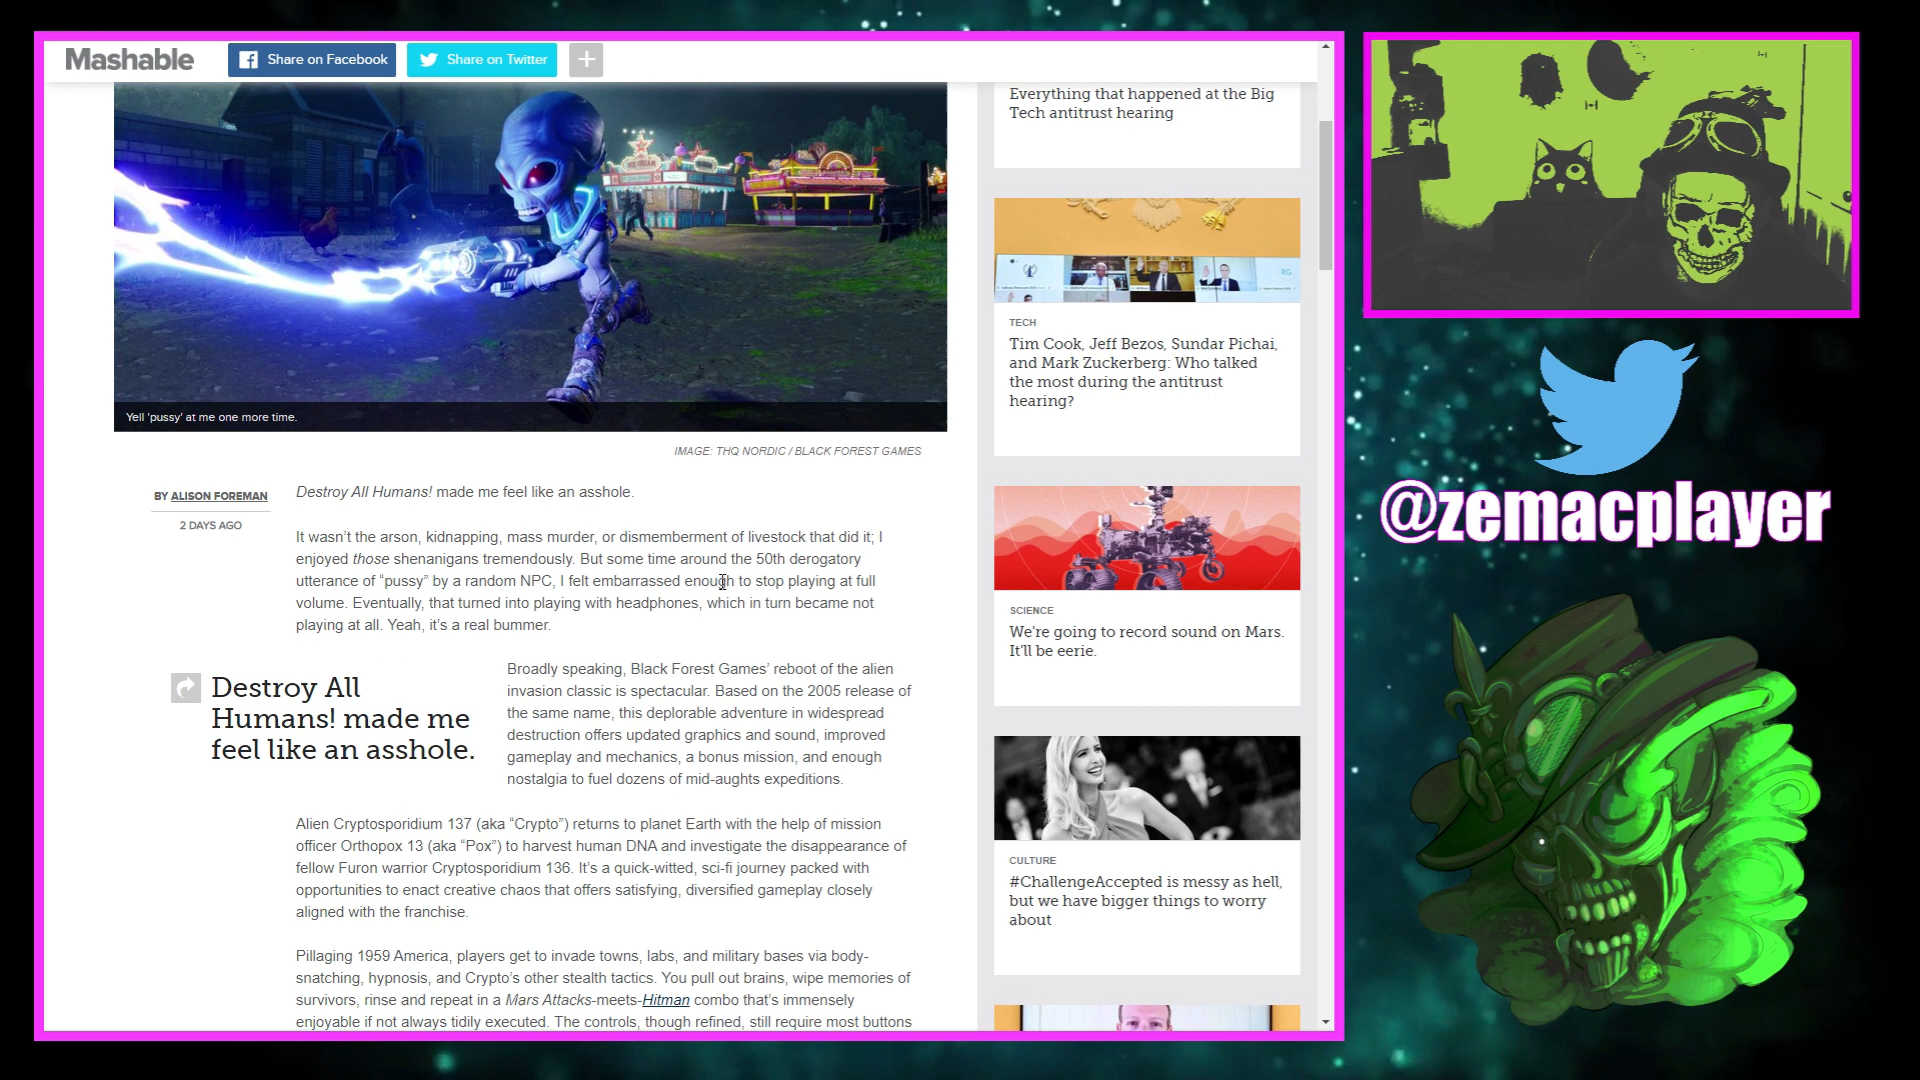 Mashable
Share on Facebook
Share on Twitter
+
Yell 'pussy' at me one more time.
IMAGE: THQ NORDIC / BLACK FOREST GAMES
BY ALISON FOREMAN
2 DAYS AGO
Destroy All Humans! made me feel like an asshole.
It wasn't the arson, kidnapping, mass murder, or dismemberment of livestock that did it; I
enjoyed those shenanigans tremendously. But some time around the 50th derogatory
utterance of “pussy” by a random NPC, I felt embarrassed enough to stop playing at full
volume. Eventually, that turned into playing with headphones, which in turn became not
playing at all. Yeah, it's a real bummer.
Destroy All
Humans! made me
feel like an asshole.
Broadly speaking, Black Forest Games' reboot of the alien
invasion classic is spectacular. Based on the 2005 release of
the same name, this deplorable adventure in widespread
destruction offers updated graphics and sound, improved
gameplay and mechanics, a bonus mission, and enough
nostalgia to fuel dozens of mid-aughts expeditions.
Alien Cryptosporidium 137 (aka “Crypto”) returns to planet Earth with the help of mission
officer Orthopox 13 (aka “Pox”) to harvest human DNA and investigate the disappearance of
fellow Furon warrior Cryptosporidium 136. It's a quick-witted, sci-fi journey packed with
opportunities to enact creative chaos that offers satisfying, diversified gameplay closely
aligned with the franchise.
Pillaging 1959 America, players get to invade towns, labs, and military bases via body-
snatching, hypnosis, and Crypto's other stealth tactics. You pull out brains, wipe memories of
survivors, rinse and repeat in a Mars Attacks-meets-Hitman combo that's immensely
enjoyable if not always tidily executed. The controls, though refined, still require most buttons
Everything that happened at the Big
Tech antitrust hearing
RG
TECH
Tim Cook, Jeff Bezos, Sundar Pichai,
and Mark Zuckerberg: Who talked
the most during the antitrust
hearing?
SCIENCE
We're going to record sound on Mars.
It'll be eerie.
CULTURE
#ChallengeAccepted is messy as hell,
but we have bigger things to worry
about
@zemacplayer